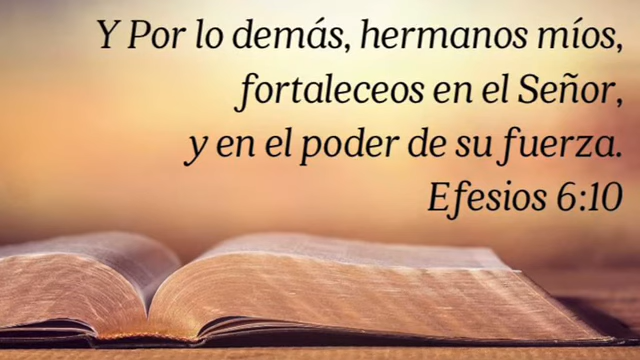 Y Por lo demás, hermanos míos,
fortaleceos en el Señor,
y en el poder de su fuerza.
Efesios 6:10